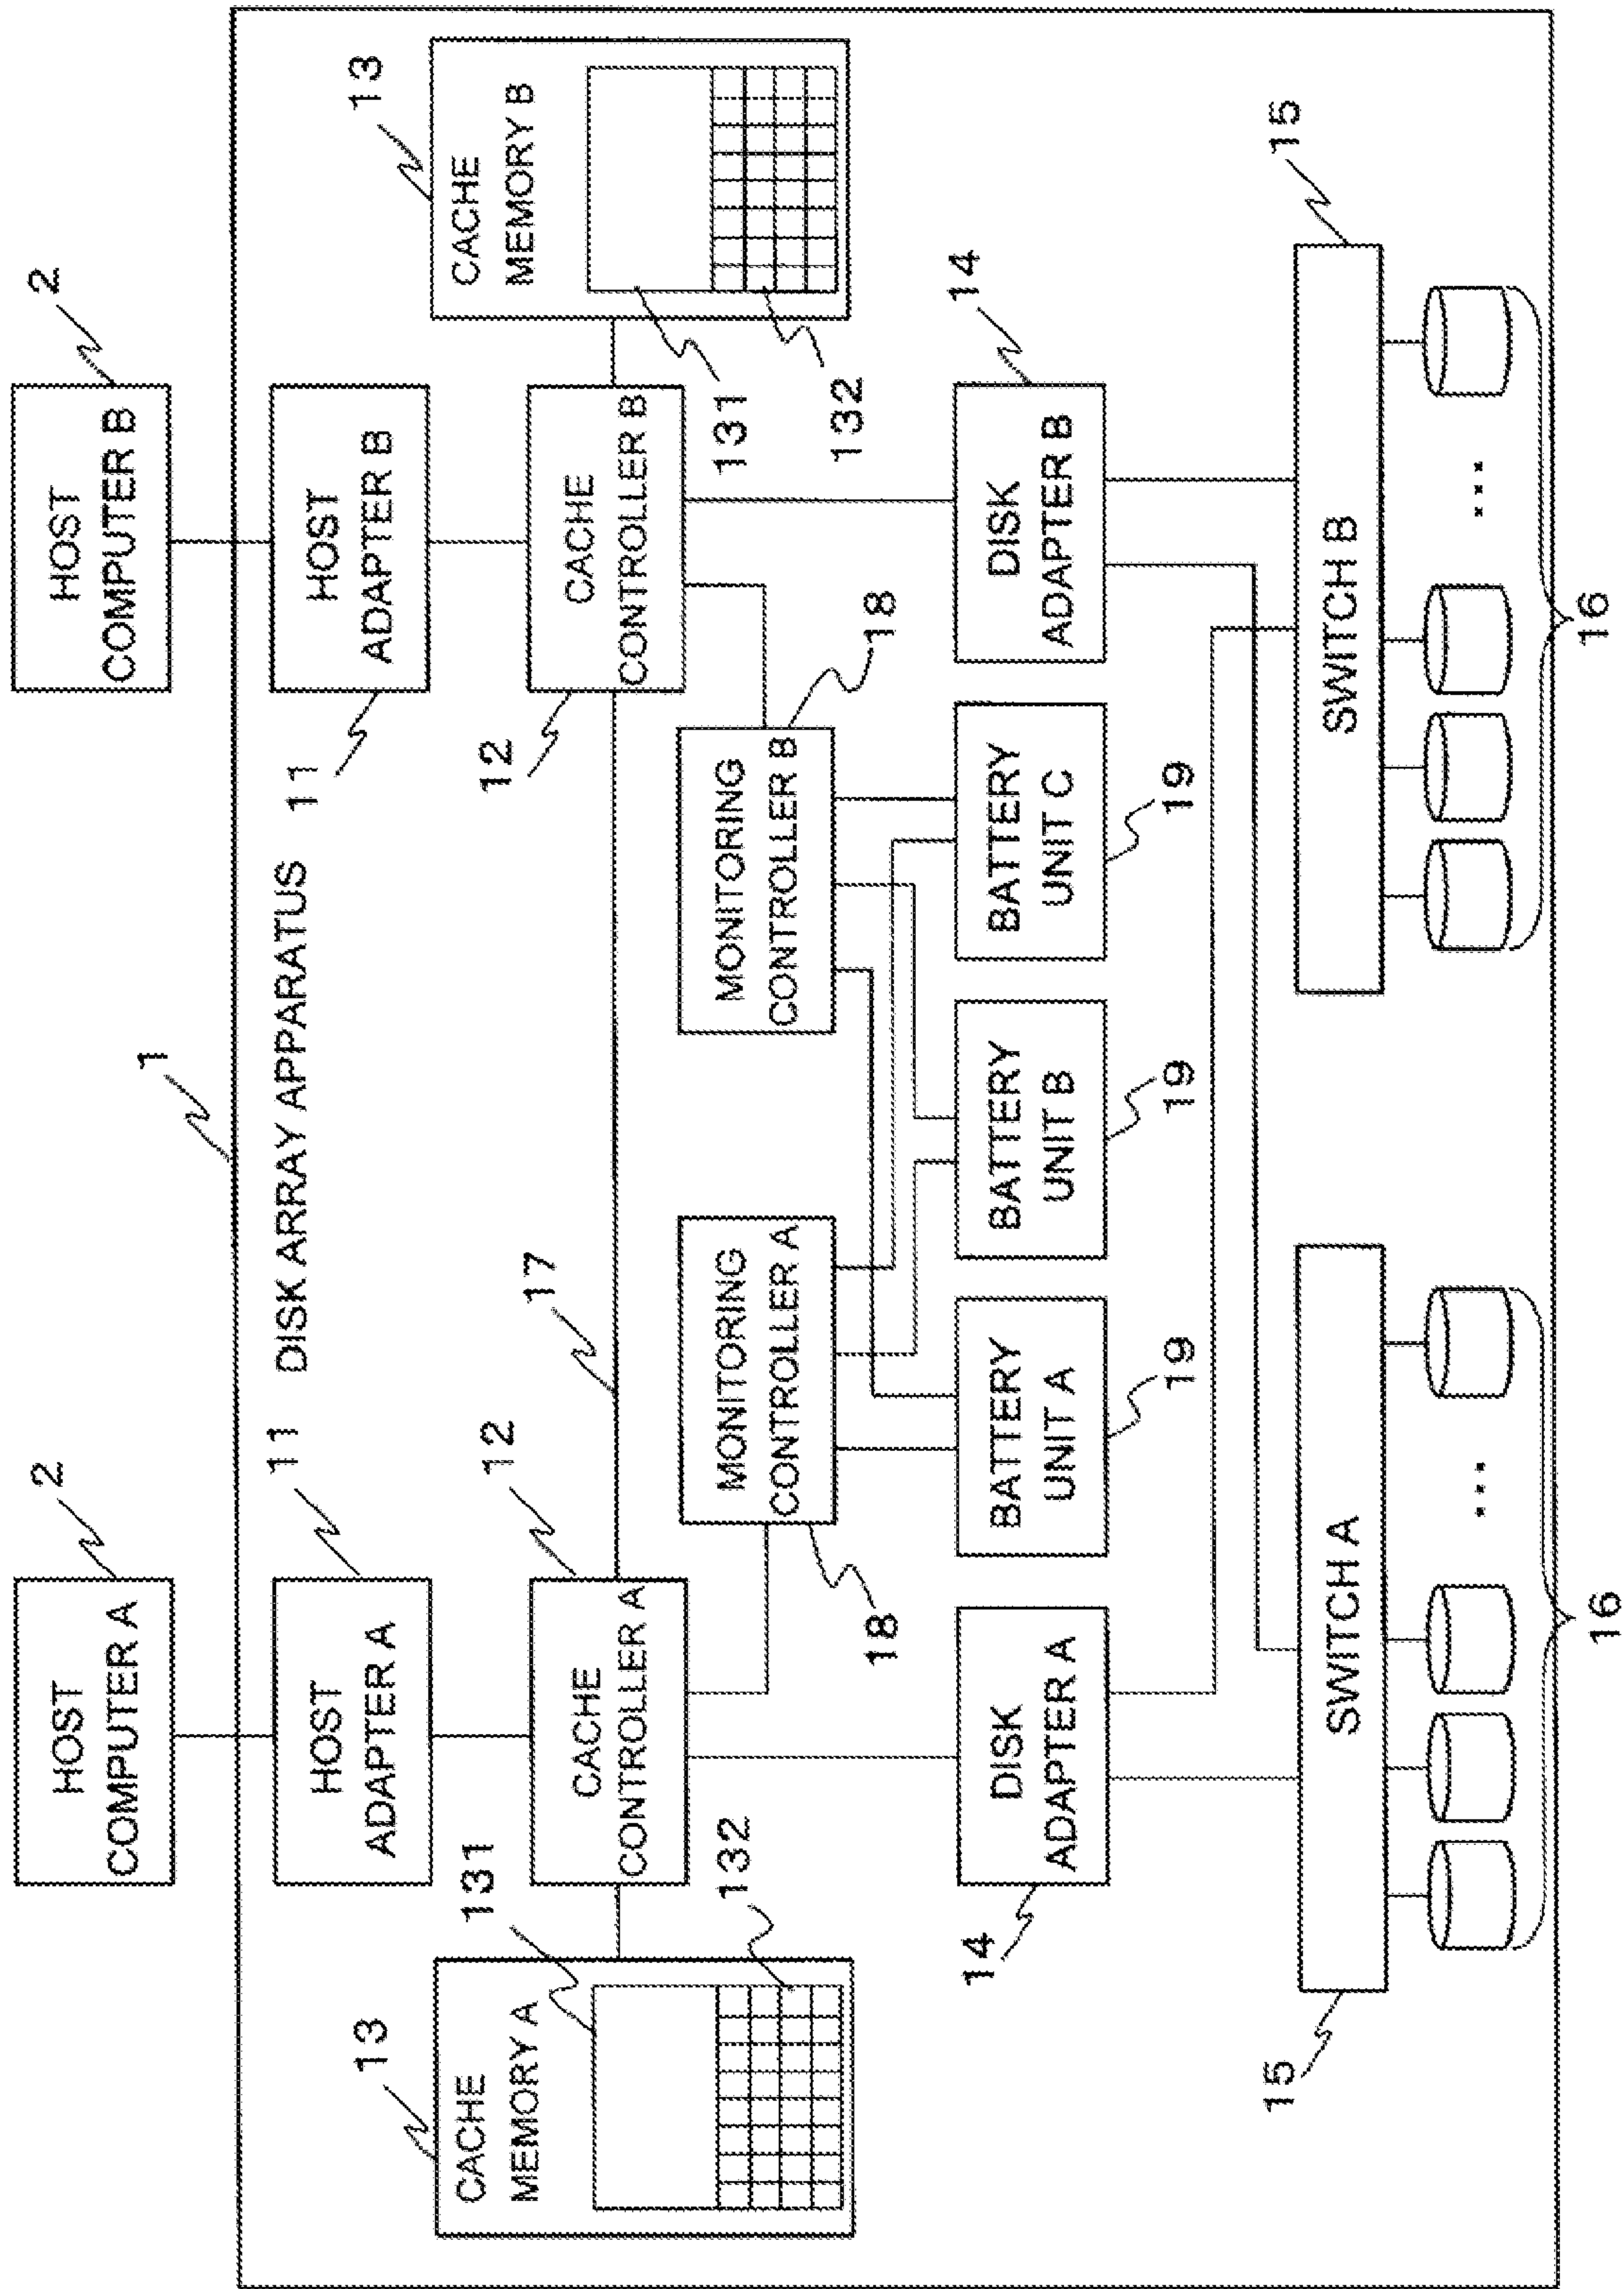 2
2
HOST
COMPUTER A
HOST
COMPUTER B
1
DISK ARRAY APPARATUS
11
11
HOST
ADAPTER A
HOST
ADAPTER B
13
12
17
12
13
CACHE
MEMORY A
131
132
CACHE
CONTROLLER A
CACHE
CONTROLLER B
CACHE
MEMORY B
131
132
18
MONITORING
CONTROLLER A
MONITORING
CONTROLLER B
18
14
DISK
ADAPTER A
BATTERY
UNIT A
BATTERY
UNIT B
BATTERY
UNIT C
DISK
ADAPTER B
14
19
19
19
15
SWITCH A
SWITCH B
15
...
...
16
16